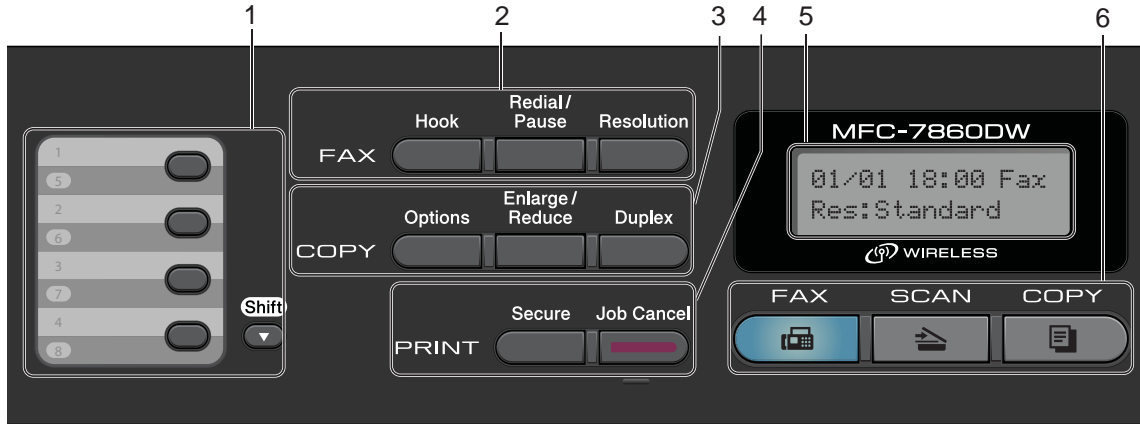 1 2 3 4 5 6
Redial/
Hook Pause Resolution
FAX
Enlarge/
Options Reduce Duplex
COPY
Secure Job Cancel
PRINT
1
5
2
6
3
7
4
8
Shift
MFC-7860DW
01/01 18:00 Fax
Res:Standard
WIRELESS
FAX SCAN COPY